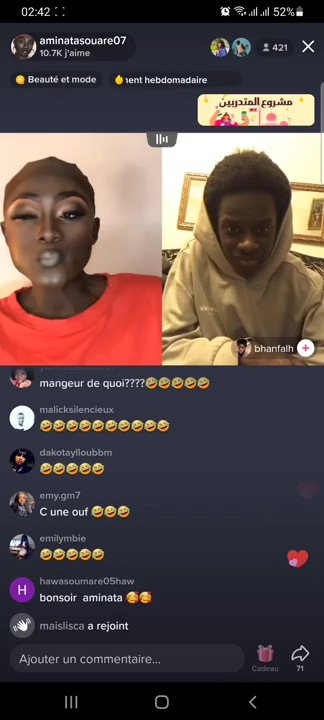 02:42
52%
aminatasouare07
10.7K j'aime
421
Beauté et mode
nent hebdomadaire
مشروع المتدربين
bhanfalh
mangeur de quoi????🤣🤣🤣🤣🤣
malicksilencieux
🤣🤣🤣🤣🤣🤣🤣🤣🤣🤣🤣
dakotaylloubbm
🤣🤣🤣🤣🤣
emy.gm7
C une ouf 🤣🤣🤣
emilymbie
🤣🤣🤣🤣🤣
H
hawasoumare05haw
bonsoir aminata 🥰🥰
maislisca a rejoint
Ajouter un commentaire...
Cadeau
71